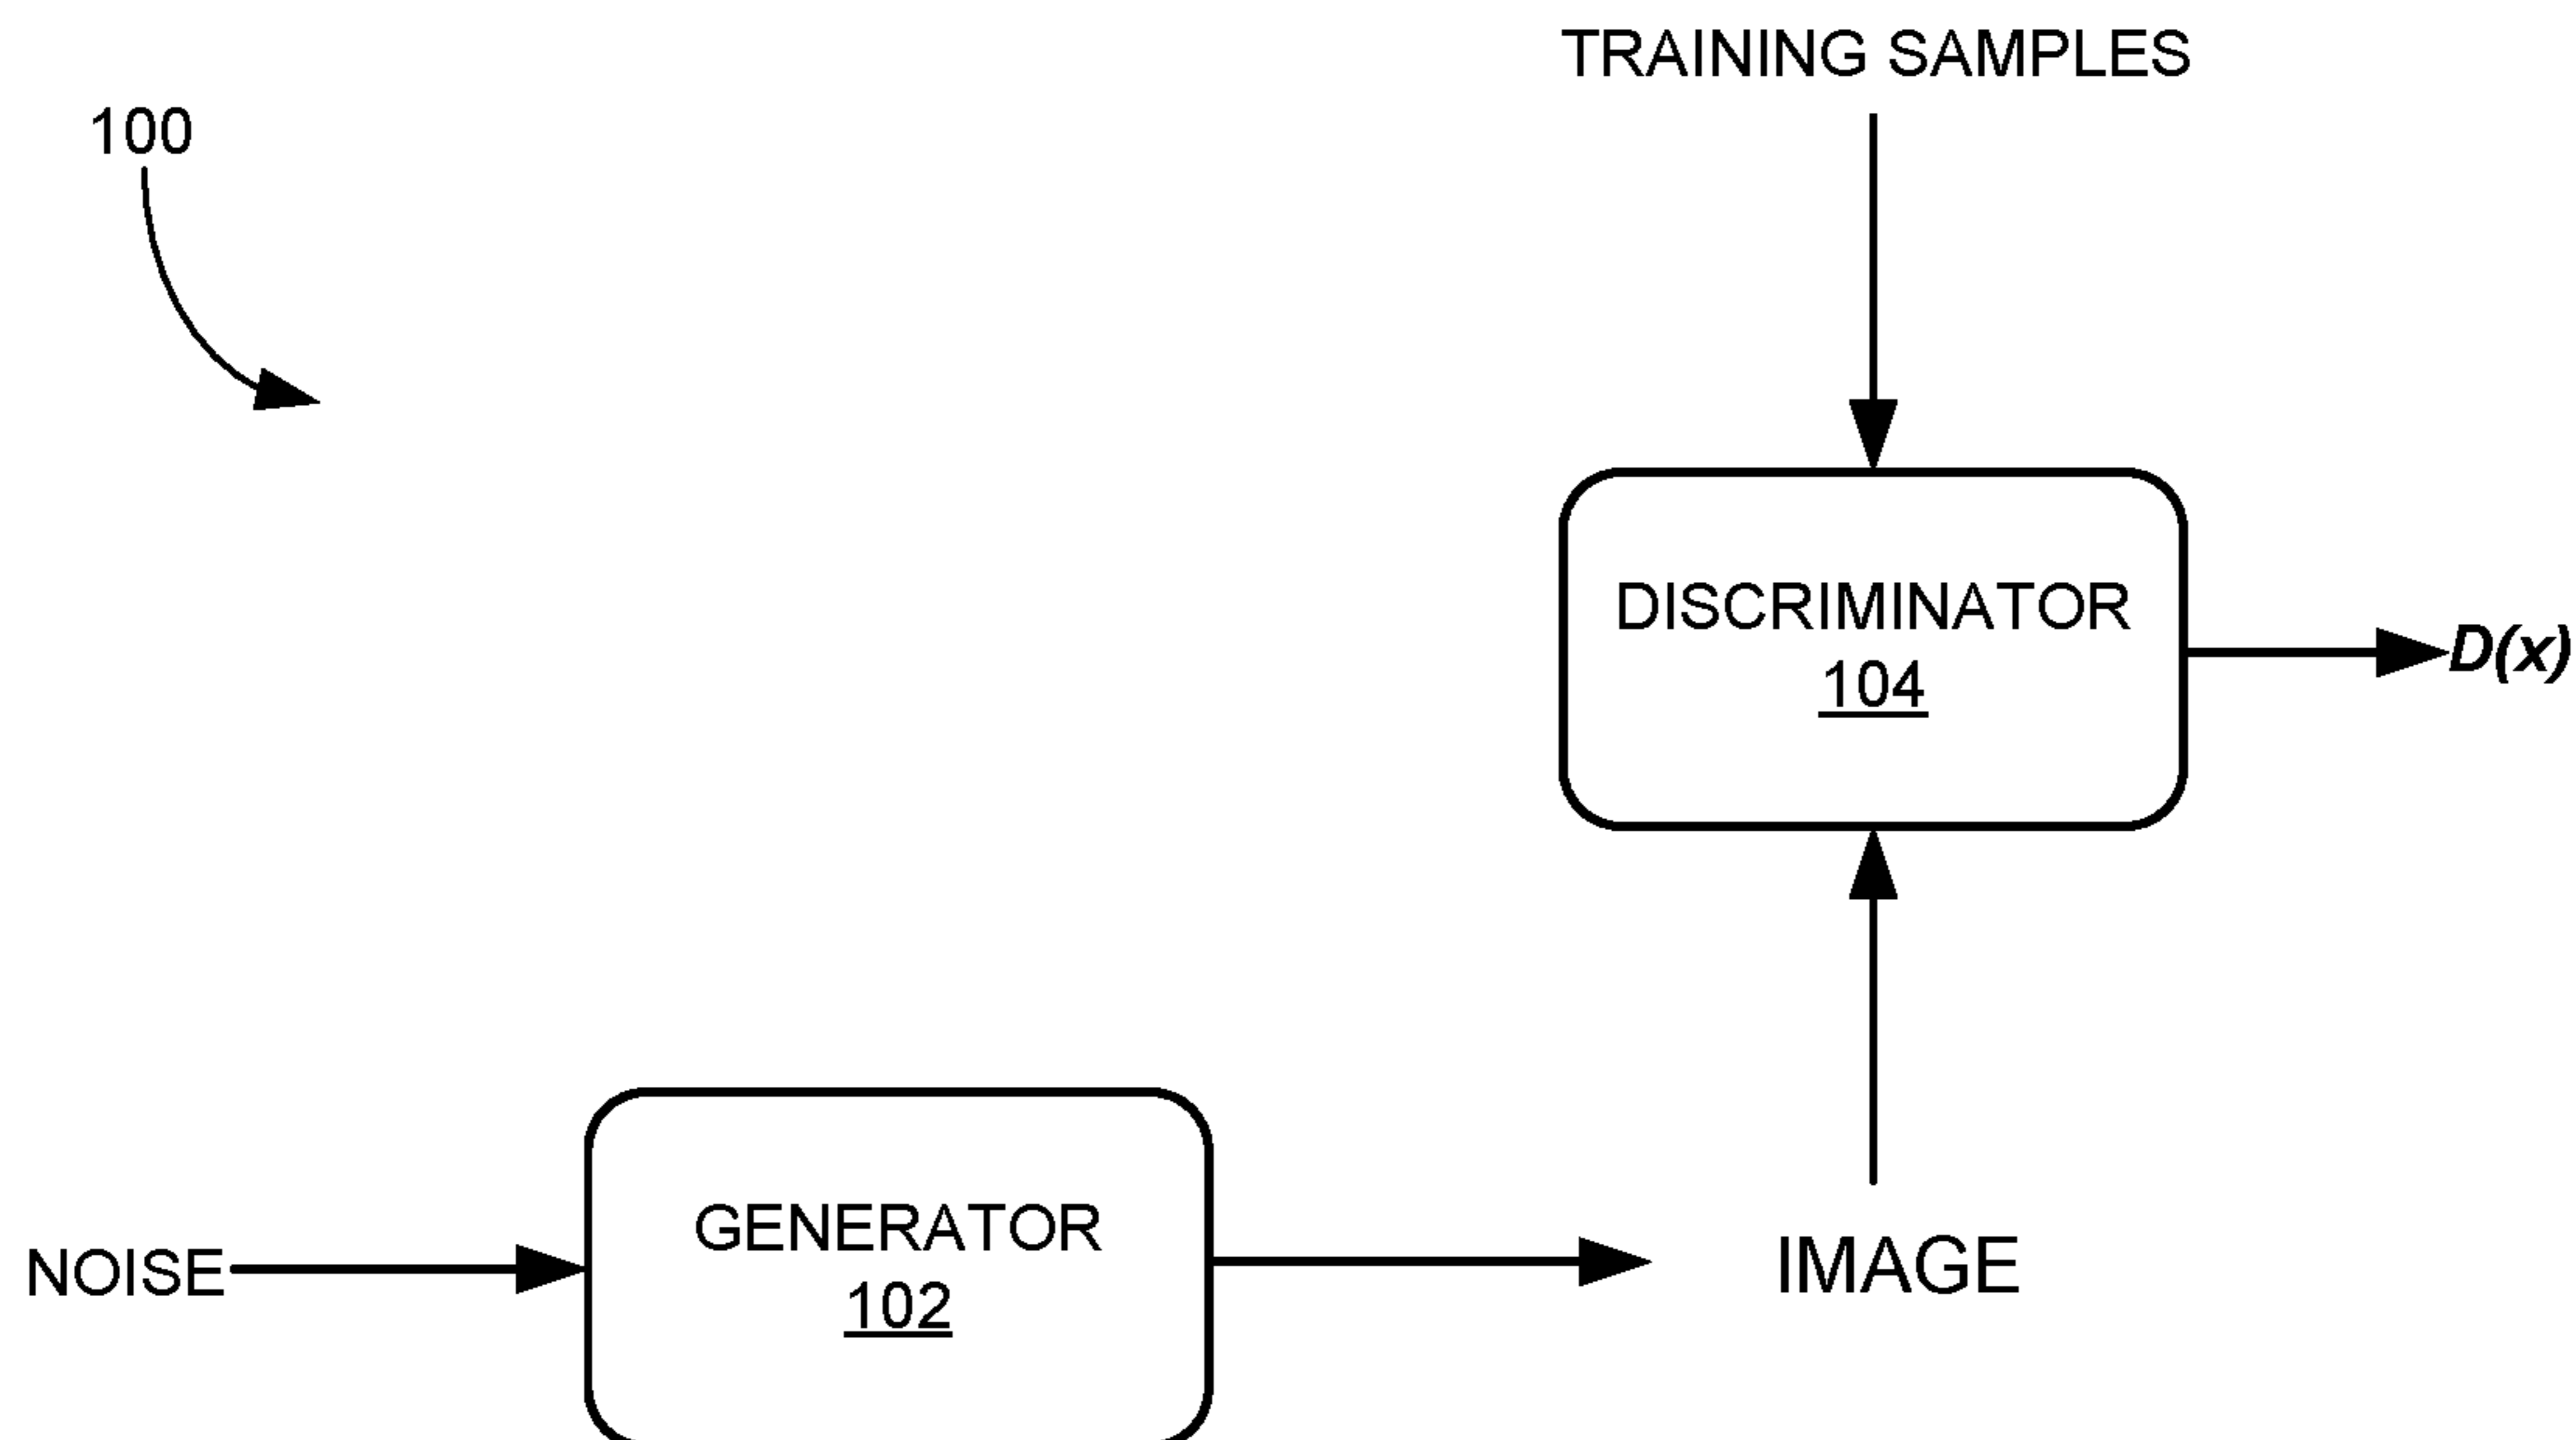 TRAINING SAMPLES
100
DISCRIMINATOR
104
D(x)
GENERATOR
102
NOISE
IMAGE